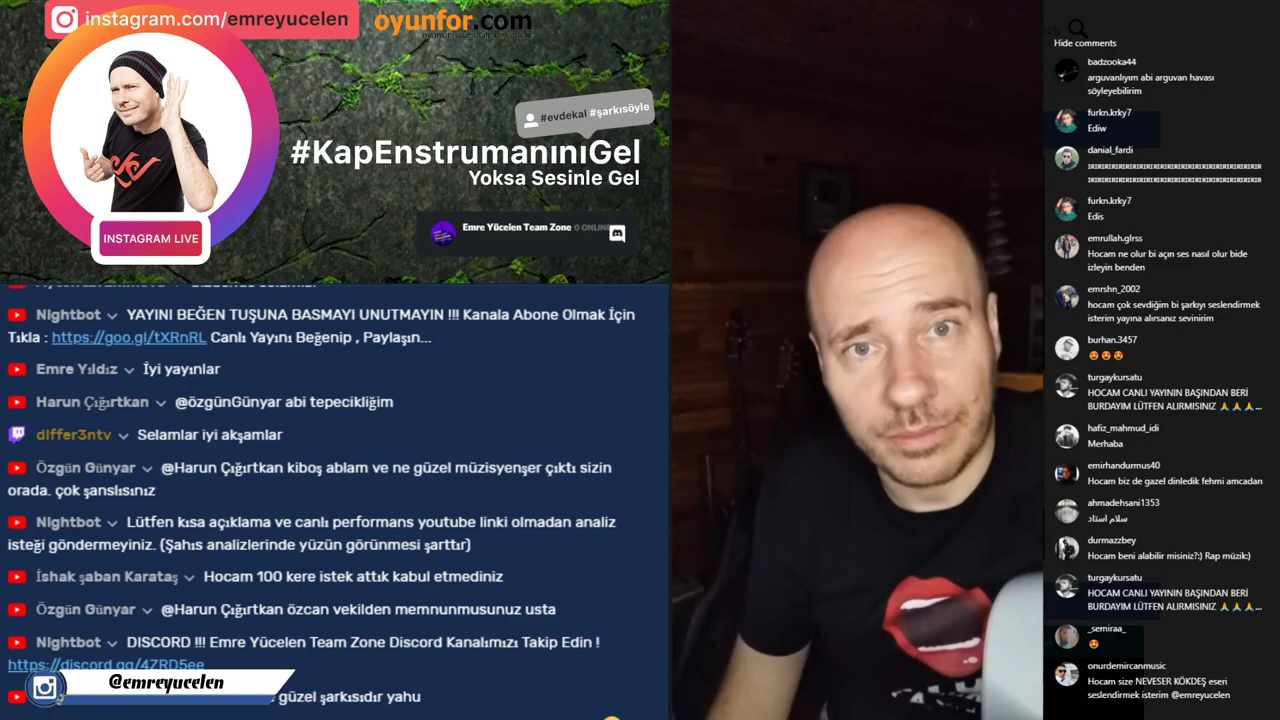 instagram.com/emreyucelen
oyunfor.com
#evdekal #şarkısöyle
#KapEnstrumanınıGel
Yoksa Sesinle Gel
INSTAGRAM LIVE
Emre Yücelen Team Zone 0 ONLINE
Nightbot YAYINI BEĞEN TUŞUNA BASMAYI UNUTMAYIN !!! Kanala Abone Olmak İçin
Tıkla : https://goo.gl/tXRnRL Canlı Yayını Beğenip , Paylaşın...
Emre Yıldız İyi yayınlar
Harun Çığırtkan @özgünGünyar abi tepecikliğim
differ3ntv Selamlar iyi akşamlar
Özgün Günyar @Harun Çığırtkan kiboş ablam ve ne güzel müzisyenşer çıktı sizin
orada. çok şanslısınız
Nightbot Lütfen kısa açıklama ve canlı performans youtube linki olmadan analiz
isteği göndermeyiniz. (Şahıs analizlerinde yüzün görünmesi şarttır)
İshak şaban Karataş Hocam 100 kere istek attık kabul etmediniz
Özgün Günyar @Harun Çığırtkan özcan vekilden memnunmusunuz usta
Nightbot DISCORD !!! Emre Yücelen Team Zone Discord Kanalımızı Takip Edin !
https://discord.gg/4ZRD5ee
güzel şarkısıdır yahu
@emreyucelen
Hide comments
badzooka44
arguvanlıyım abi arguvan havası
söyleyebilirim
furkn.krky7
Ediw
danial_fardi
furkn.krky7
Edis
emrullah.glrss
Hocam ne olur bi açın ses nasıl olur bide
izleyin benden
emrshn_2002
hocam çok sevdiğim bi şarkıyı seslendirmek
isterim yayına alırsanız sevinirim
burhan.3457
😍 😍 😍
turgaykursatu
HOCAM CANLI YAYININ BAŞINDAN BERİ
BURDAYIM LÜTFEN ALIRMISINIZ 🙏 🙏 🙏...
hafiz_mahmud_idi
Merhaba
emirhandurmus40
Hocam biz de gazel dinledik fehmi amcadan
ahmadehsani1353
سلام استاد
durmazzbey
Hocam beni alabilir misiniz?:) Rap müzik:)
turgaykursatu
HOCAM CANLI YAYININ BAŞINDAN BERİ
BURDAYIM LÜTFEN ALIRMISINIZ 🙏 🙏 🙏...
_semiraa_
😍
onurdemircanmusic
Hocam size NEVESER KÖKDEŞ eseri
seslendirmek isterim @emreyucelen